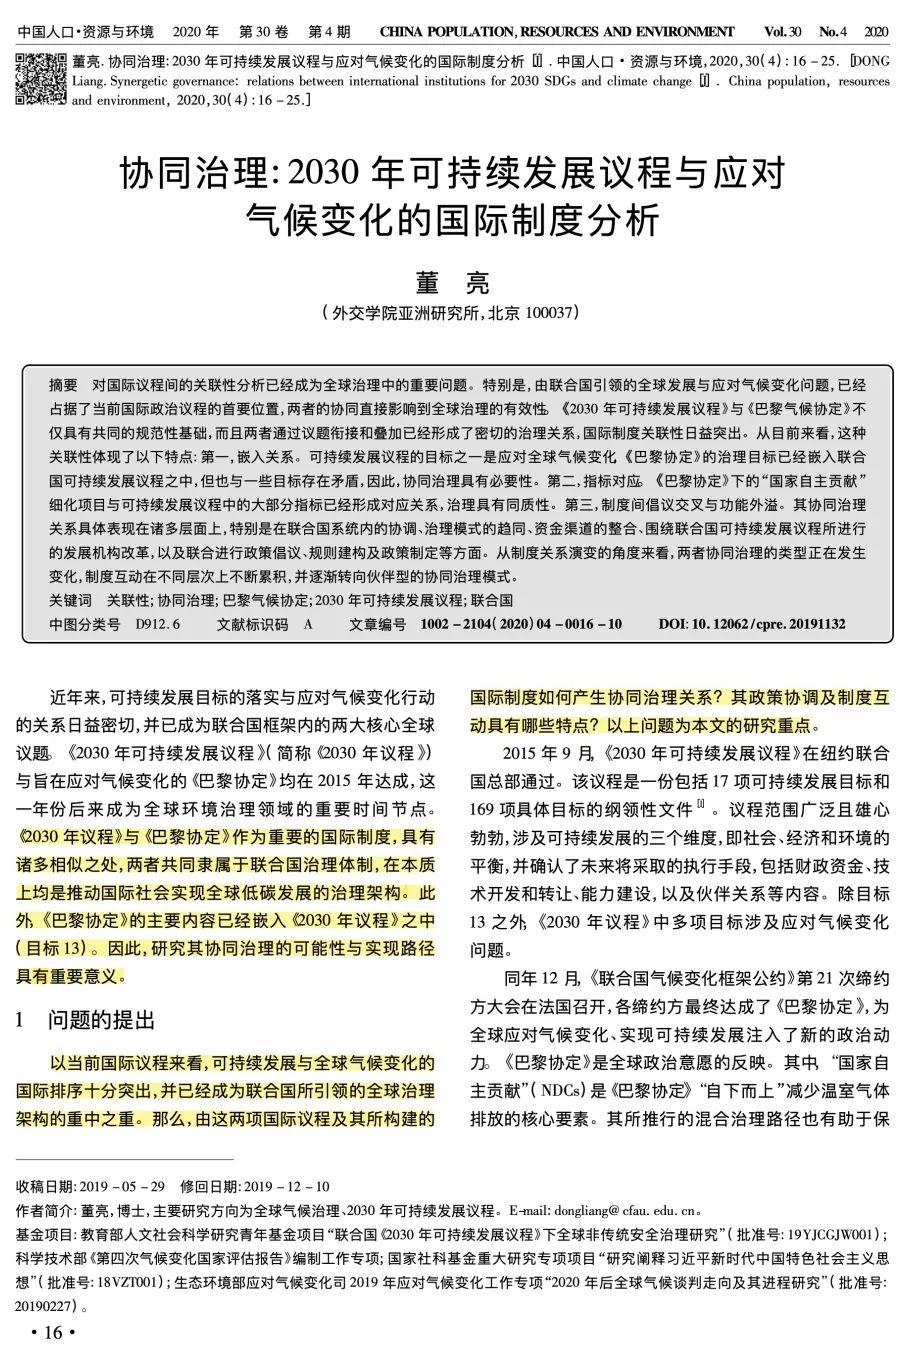 中国人口·资源与环境 2020 年 第 30 卷 第 4 期 CHINA POPULATION, RESOURCES AND ENVIRONMENT Vol. 30 No. 4 2020
董亮. 协同治理: 2030 年可持续发展议程与应对气候变化的国际制度分析 [J]. 中国人口·资源与环境, 2020, 30(4): 16-25. [DONG
Liang. Synergetic governance: relations between international institutions for 2030 SDGs and climate change [J]. China population, resources
and environment, 2020, 30(4): 16-25.]
协同治理: 2030 年可持续发展议程与应对
气候变化的国际制度分析
董 亮
(外交学院亚洲研究所, 北京 100037)
摘要 对国际议程间的关联性分析已经成为全球治理中的重要问题。特别是, 由联合国引领的全球发展与应对气候变化问题, 已经
占据了当前国际政治议程的首要位置, 两者的协同直接影响到全球治理的有效性。《2030 年可持续发展议程》与《巴黎气候协定》不
仅具有共同的规范性基础, 而且两者通过议题衔接和叠加已经形成了密切的治理关系, 国际制度关联性日益突出。从目前来看, 这种
关联性体现了以下特点: 第一, 嵌入关系。可持续发展议程的目标之一是应对全球气候变化,《巴黎协定》的治理目标已经嵌入联合
国可持续发展议程之中, 但也与一些目标存在矛盾, 因此, 协同治理具有必要性。第二, 指标对应。《巴黎协定》下的“国家自主贡献”
细化项目与可持续发展议程中的大部分指标已经形成对应关系, 治理具有同质性。第三, 制度间倡议交叉与功能外溢。其协同治理
关系具体表现在诸多层面上, 特别是在联合国系统内的协调、治理模式的趋同、资金渠道的整合、围绕联合国可持续发展议程所进行
的发展机构改革, 以及联合进行政策倡议、规则建构及政策制定等方面。从制度关系演变的角度来看, 两者协同治理的类型正在发生
变化, 制度互动在不同层次上不断累积, 并逐渐转向伙伴型的协同治理模式。
关键词 关联性; 协同治理; 巴黎气候协定; 2030 年可持续发展议程; 联合国
中图分类号 D912.6 文献标识码 A 文章编号 1002-2104(2020)04-0016-10 DOI: 10.12062/cpre.20191132
近年来, 可持续发展目标的落实与应对气候变化行动
的关系日益密切, 并已成为联合国框架内的两大核心全球
议题。《2030 年可持续发展议程》(简称《2030 年议程》)
与旨在应对气候变化的《巴黎协定》均在 2015 年达成, 这
一年份后来成为全球环境治理领域的重要时间节点。
《2030 年议程》与《巴黎协定》作为重要的国际制度, 具有
诸多相似之处, 两者共同隶属于联合国治理体制, 在本质
上均是推动国际社会实现全球低碳发展的治理架构。此
外,《巴黎协定》的主要内容已经嵌入《2030 年议程》之中
(目标 13)。因此, 研究其协同治理的可能性与实现路径
具有重要意义。
1 问题的提出
以当前国际议程来看, 可持续发展与全球气候变化的
国际排序十分突出, 并已经成为联合国所引领的全球治理
架构的重中之重。那么, 由这两项国际议程及其所构建的
国际制度如何产生协同治理关系? 其政策协调及制度互
动具有哪些特点? 以上问题为本文的研究重点。
2015 年 9 月,《2030 年可持续发展议程》在纽约联合
国总部通过。该议程是一份包括 17 项可持续发展目标和
169 项具体目标的纲领性文件[1]。议程范围广泛且雄心
勃勃, 涉及可持续发展的三个维度, 即社会、经济和环境的
平衡, 并确认了未来将采取的执行手段, 包括财政资金、技
术开发和转让、能力建设, 以及伙伴关系等内容。除目标
13 之外,《2030 年议程》中多项目标涉及应对气候变化
问题。
同年 12 月,《联合国气候变化框架公约》第 21 次缔约
方大会在法国召开, 各缔约方最终达成了《巴黎协定》, 为
全球应对气候变化、实现可持续发展注入了新的政治动
力。《巴黎协定》是全球政治意愿的反映。其中, “国家自
主贡献”(NDCs)是《巴黎协定》“自下而上”减少温室气体
排放的核心要素。其所推行的混合治理路径也有助于保
收稿日期: 2019-05-29 修回日期: 2019-12-10
作者简介: 董亮, 博士, 主要研究方向为全球气候治理、2030 年可持续发展议程。E-mail: dongliang@cfau.edu.cn。
基金项目: 教育部人文社会科学研究青年基金项目“联合国《2030 年可持续发展议程》下全球非传统安全治理研究”(批准号: 19YJCGJW001);
科学技术部《第四次气候变化国家评估报告》编制工作专项; 国家社科基金重大研究专项项目“研究阐释习近平新时代中国特色社会主义思
想”(批准号: 18VZT001); 生态环境部应对气候变化司 2019 年应对气候变化工作专项“2020 年后全球气候谈判走向及其进程研究”(批准号:
20190227)。
·16·